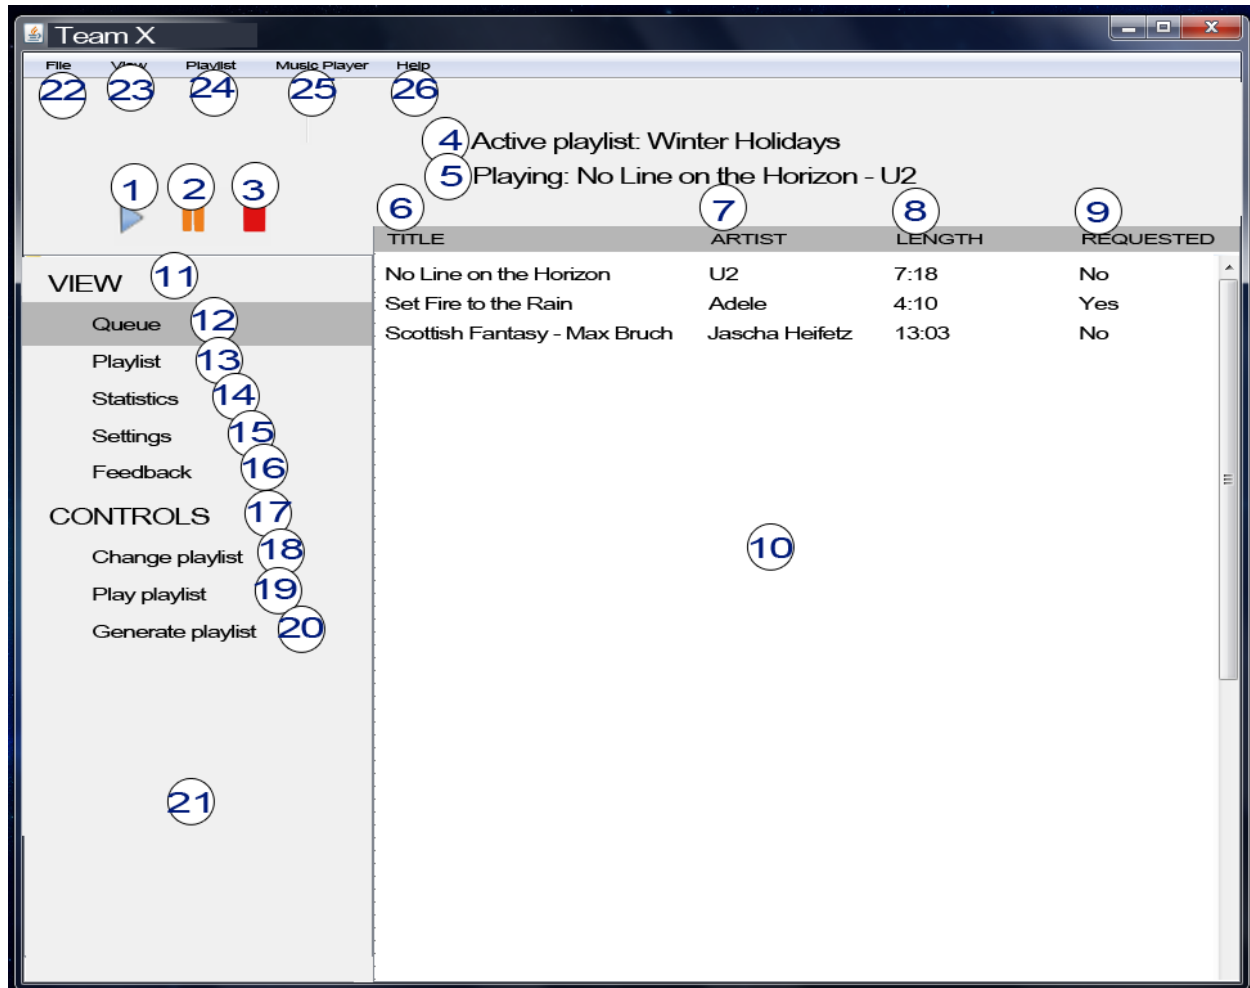 Team X
File View Playlist Music Player Help
22 23 24 25 26
4 Active playlist: Winter Holidays
5 Playing: No Line on the Horizon - U2
1 2 3
6 7 8 9
TITLE ARTIST LENGTH REQUESTED
No Line on the Horizon U2 7:18 No
Set Fire to the Rain Adele 4:10 Yes
Scottish Fantasy - Max Bruch Jascha Heifetz 13:03 No
10
VIEW 11
Queue 12
Playlist 13
Statistics 14
Settings 15
Feedback 16
CONTROLS 17
Change playlist 18
Play playlist 19
Generate playlist 20
21